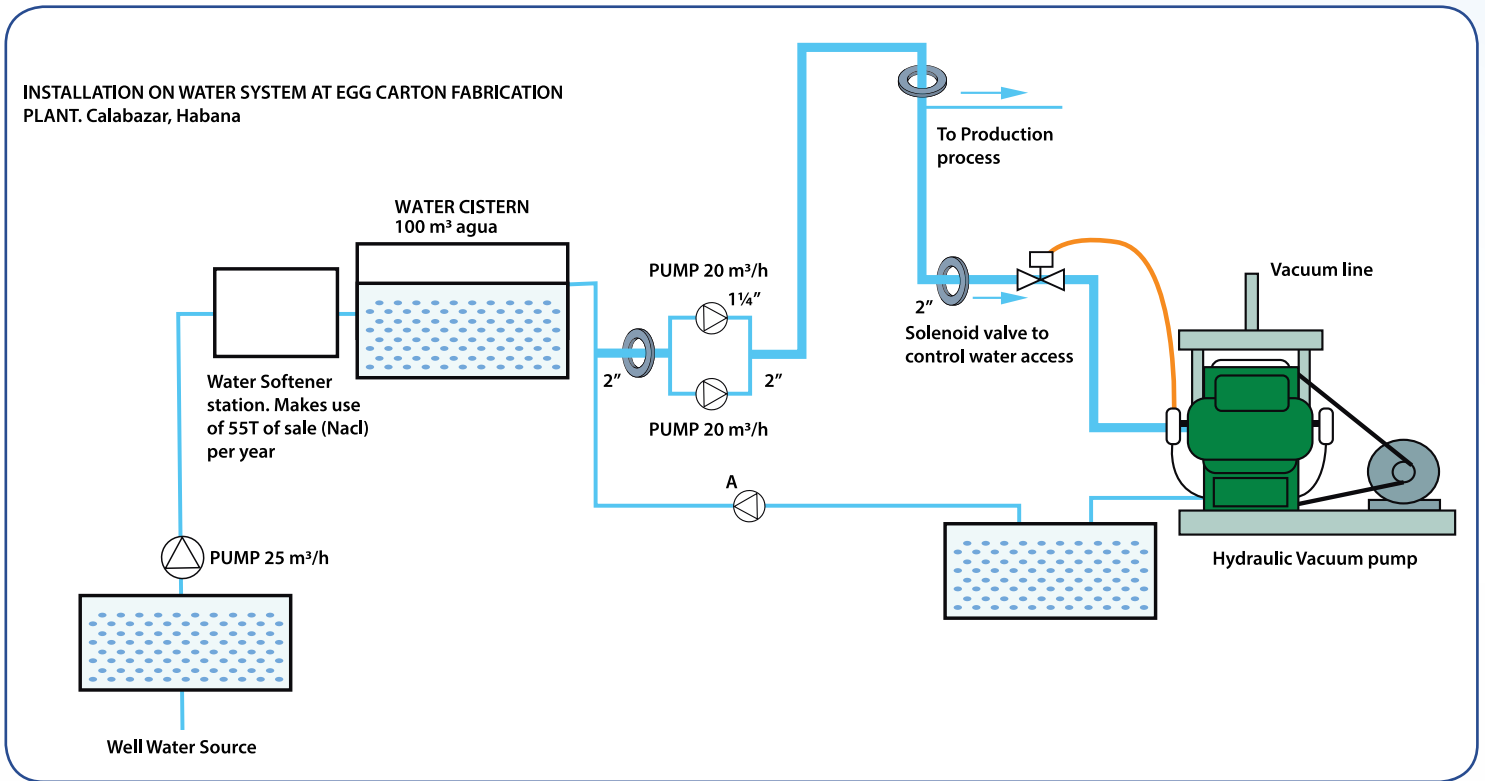 INSTALLATION ON WATER SYSTEM AT EGG CARTON FABRICATION
PLANT. Calabazar, Habana
WATER CISTERN
100 m³ agua
PUMP 20 m³/h
1¼”
2”
2”
PUMP 20 m³/h
Water Softener
station. Makes use
of 55T of sale (Nacl)
per year
To Production
process
2”
Solenoid valve to
control water access
Vacuum line
A
PUMP 25 m³/h
Hydraulic Vacuum pump
Well Water Source